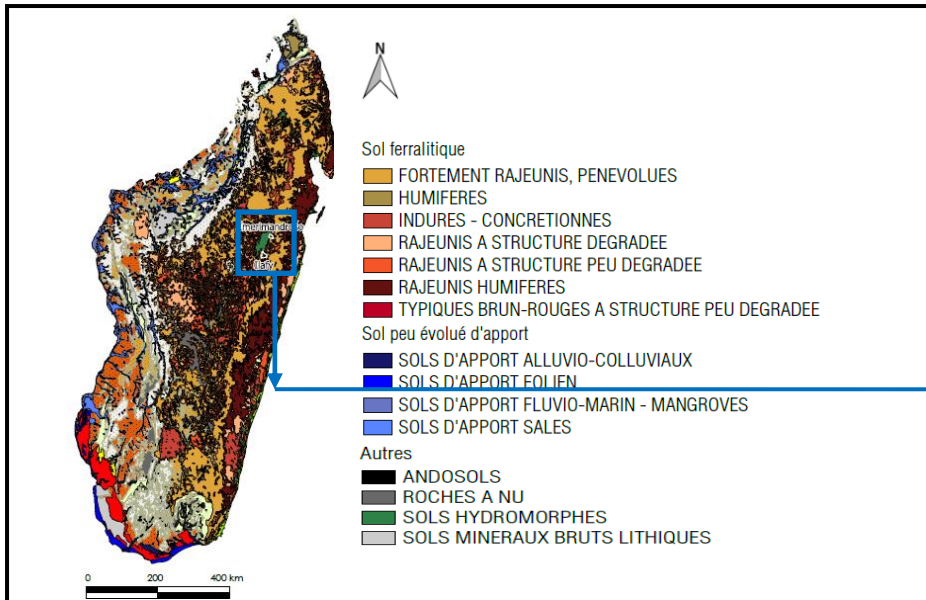 N
Sol ferralitique
FORTEMENT RAJEUNIS, PENEVOLUES
HUMIFERES
INDURES - CONCRETIONNES
RAJEUNIS A STRUCTURE DEGRADEE
RAJEUNIS A STRUCTURE PEU DEGRADEE
RAJEUNIS HUMIFERES
TYPIQUES BRUN-ROUGES A STRUCTURE PEU DEGRADEE
Sol peu évolué d'apport
SOLS D'APPORT ALLUVIO-COLLUVIAUX
SOLS D'APPORT EOLIEN
SOLS D'APPORT FLUVIO-MARIN - MANGROVES
SOLS D'APPORT SALES
Autres
ANDOSOLS
ROCHES A NU
SOLS HYDROMORPHES
SOLS MINERAUX BRUTS LITHIQUES
0 200 400 km